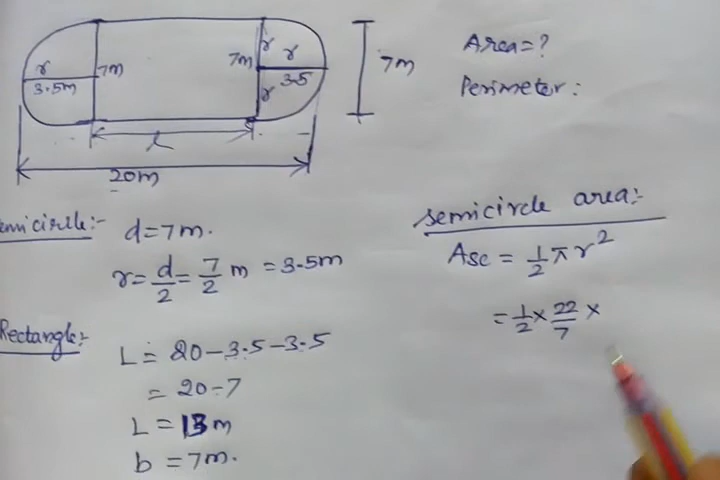 r
3.5m
7m
7m
r
r
3.5
r
l
20m
7m
Area=?
Perimeter:
emicircle:-
d=7m.
r=d/2=7/2 m =3.5m
Rectangle:-
L=20-3.5-3.5
=20-7
L=13m
b=7m.
semicircle area:-
Asc=1/2 π r²
=1/2×22/7×